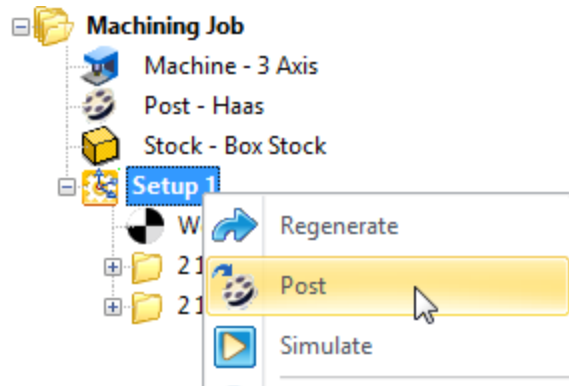 Machining Job
Machine - 3 Axis
Post - Haas
Stock - Box Stock
Setup 1
Regenerate
21
Post
21
Simulate